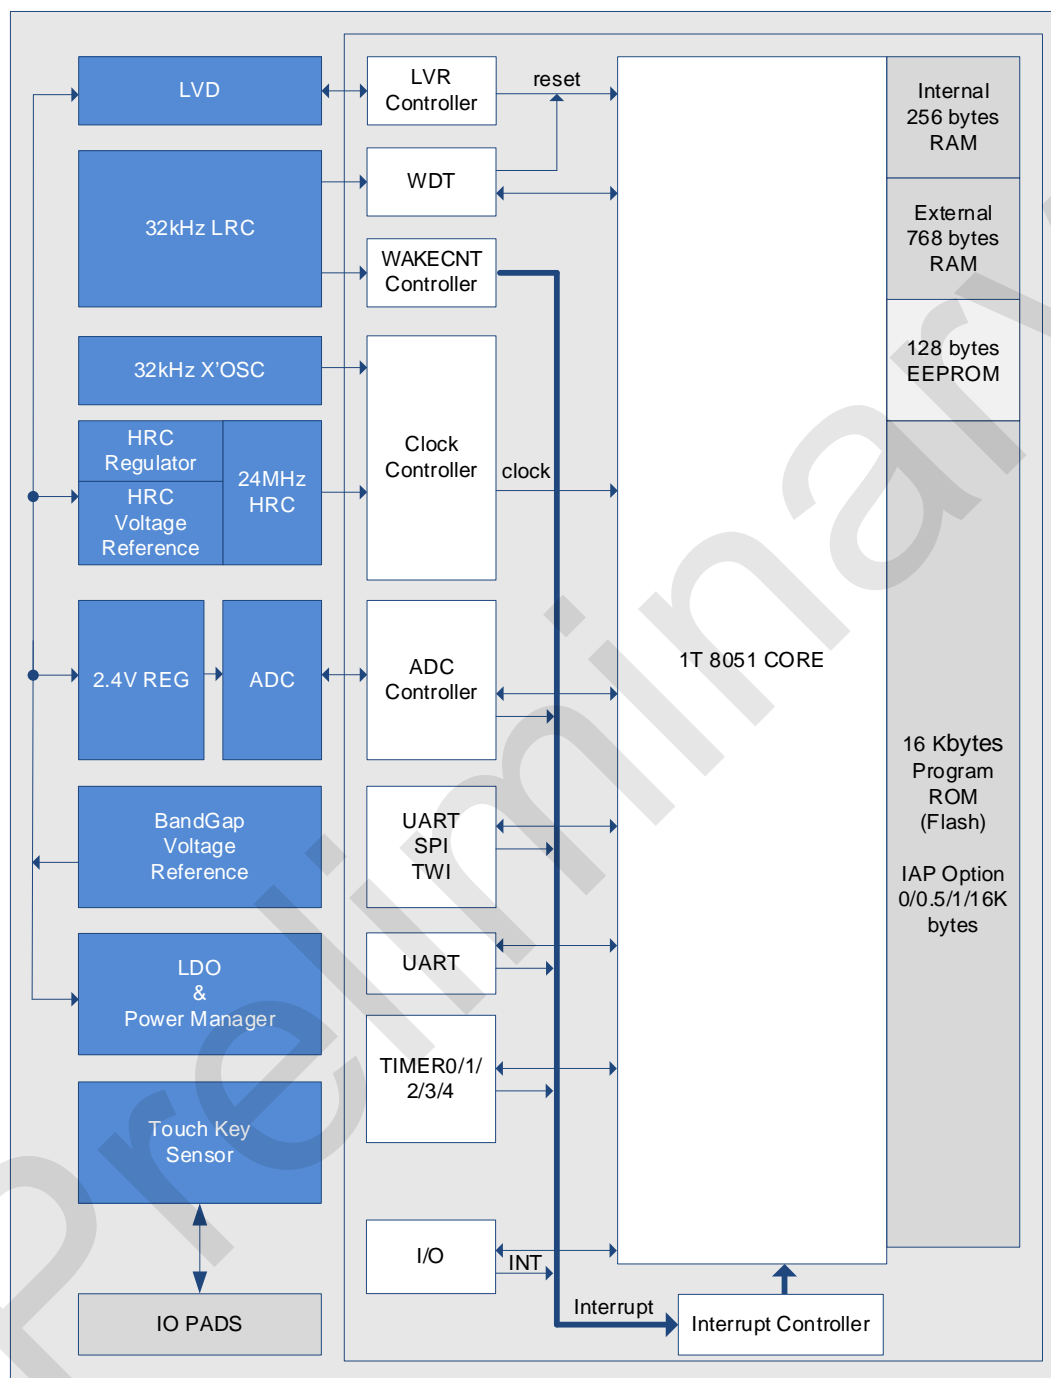 LVD
LVR
Controller
reset
Internal
256 bytes
RAM
32kHz LRC
WDT
External
768 bytes
RAM
WAKECNT
Controller
32kHz X'OSC
128 bytes
EEPROM
HRC
Regulator
HRC
Voltage
Reference
24MHz
HRC
Clock
Controller
clock
2.4V REG
ADC
ADC
Controller
1T 8051 CORE
16 Kbytes
Program
ROM
(Flash)
IAP Option
0/0.5/1/16K
bytes
BandGap
Voltage
Reference
UART
SPI
TWI
LDO
&
Power Manager
UART
TIMER0/1/
2/3/4
Touch Key
Sensor
I/O
INT
IO PADS
Interrupt
Interrupt Controller
Preliminary